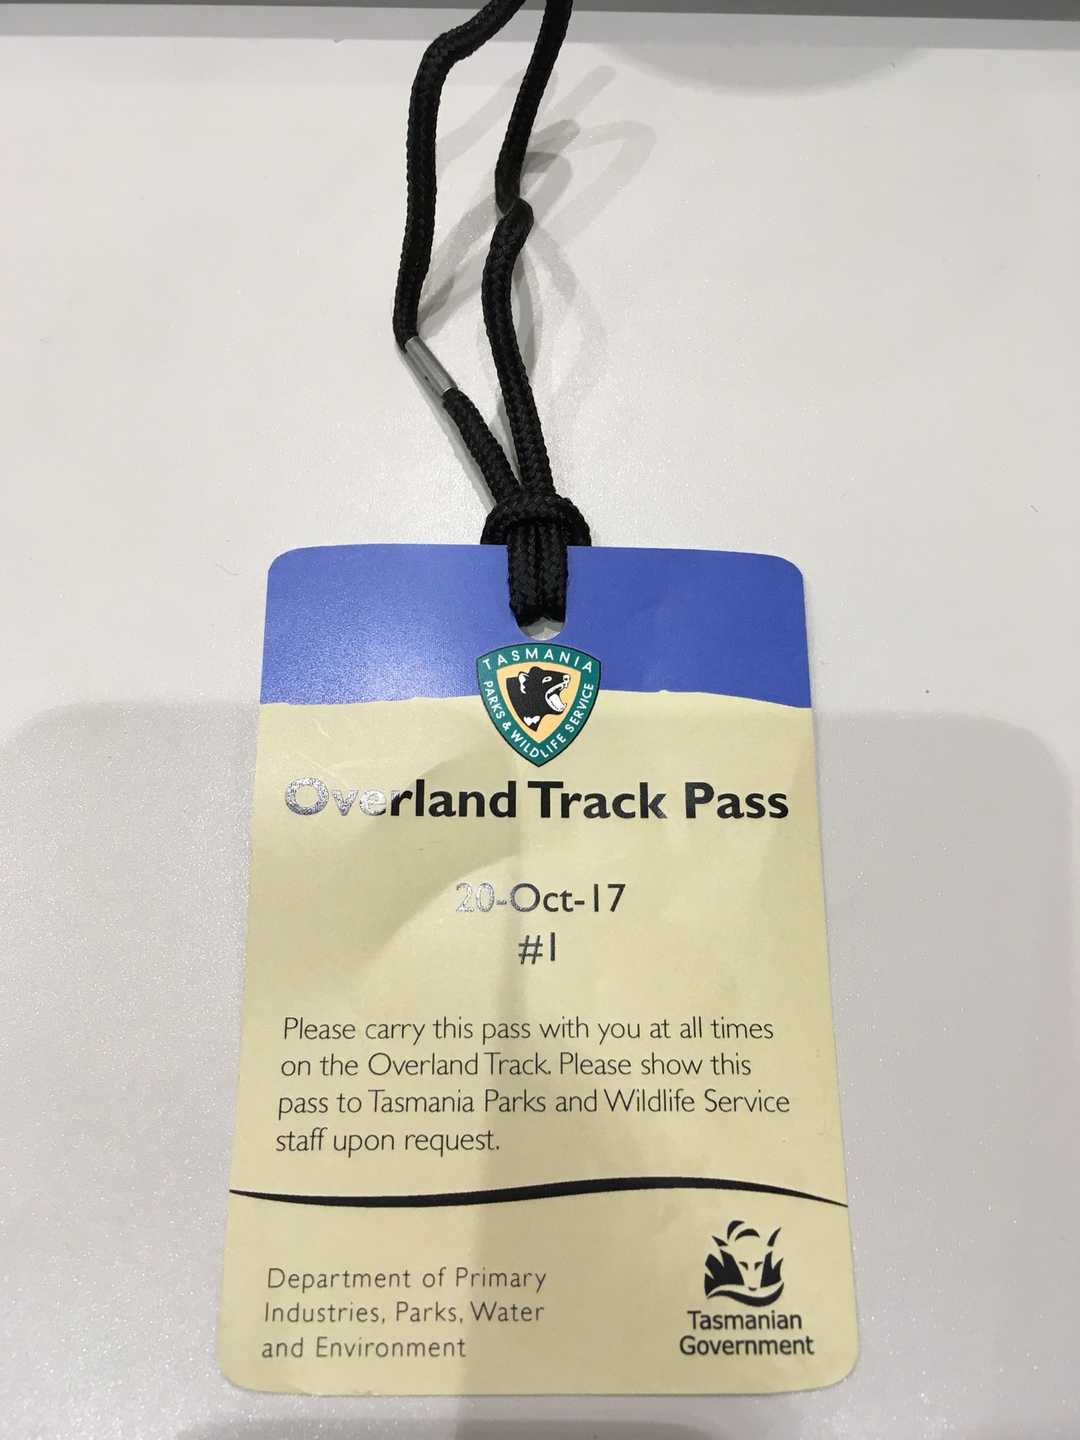 TASMANIA
PARKS & WILDLIFE SERVICE
Overland Track Pass
20-Oct-17
#1
Please carry this pass with you at all times
on the Overland Track. Please show this
pass to Tasmania Parks and Wildlife Service
staff upon request.
Department of Primary
Industries, Parks, Water
and Environment
Tasmanian
Government